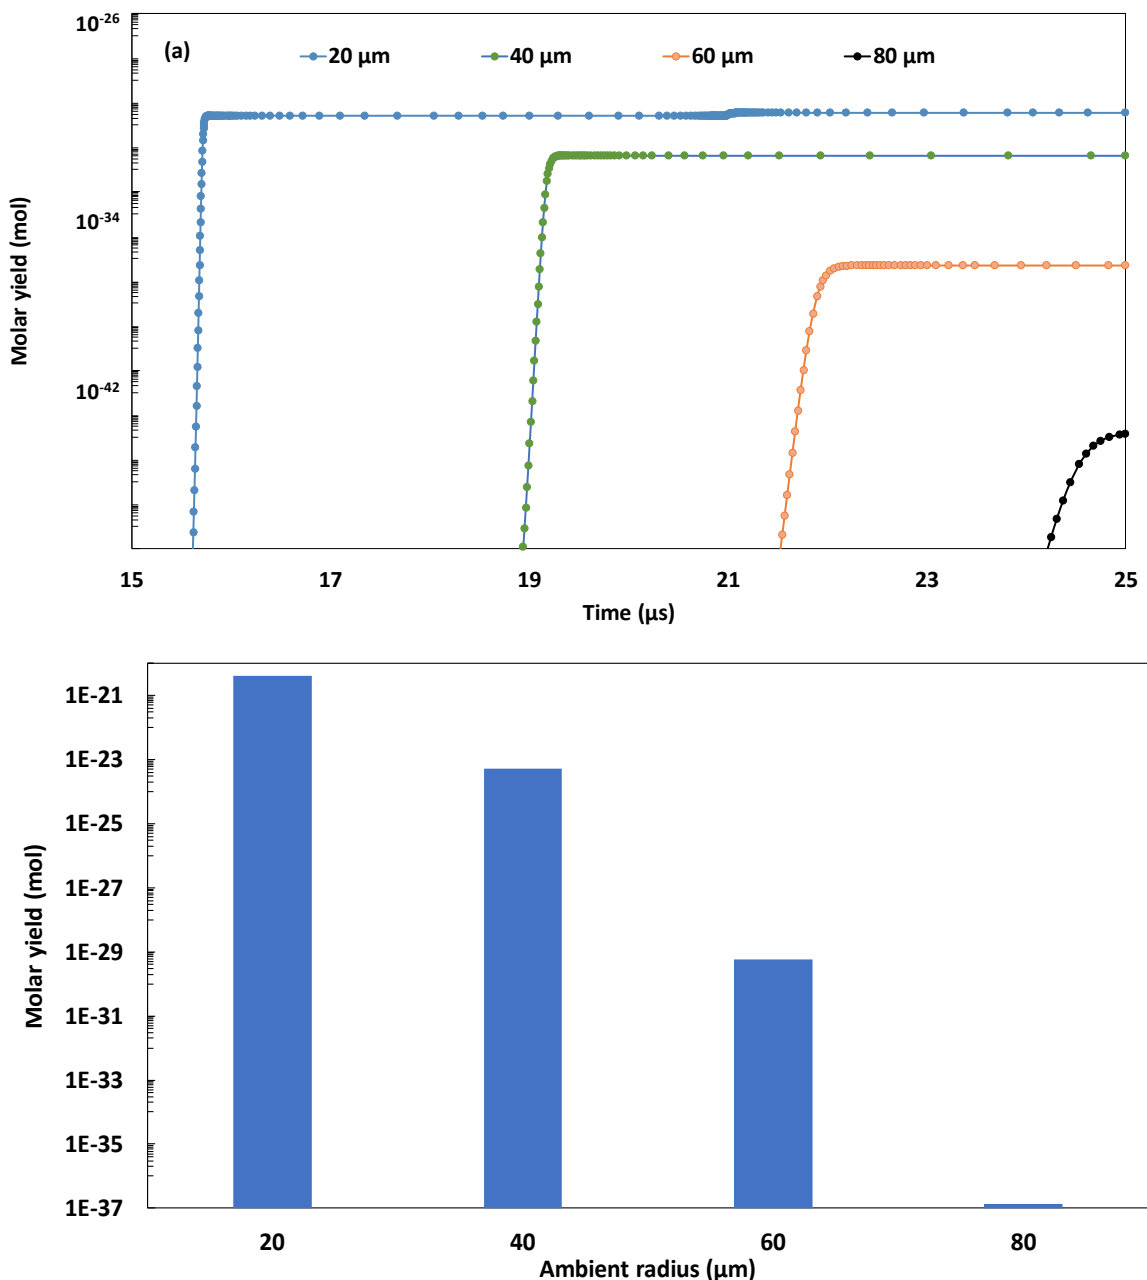 10-26
(a) 20 µm 40 µm 60 µm 80 µm
10-34
10-42
Molar yield (mol)
15 17 19 21 23 25
Time (µs)
1E-21
1E-23
1E-25
1E-27
1E-29
1E-31
1E-33
1E-35
1E-37
Molar yield (mol)
20 40 60 80
Ambient radius (µm)